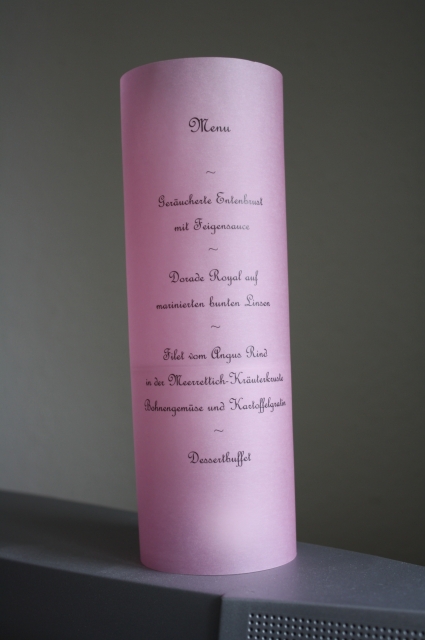 Menu
~
Geräucherte Entenbrust
mit Feigensauce
~
Dorade Royal auf
marinierten bunten Linsen
~
Filet vom Angus Rind
in der Meerrettich-Kräuterkruste
Bohnengemüse und Kartoffelgratin
~
Dessertbuffet